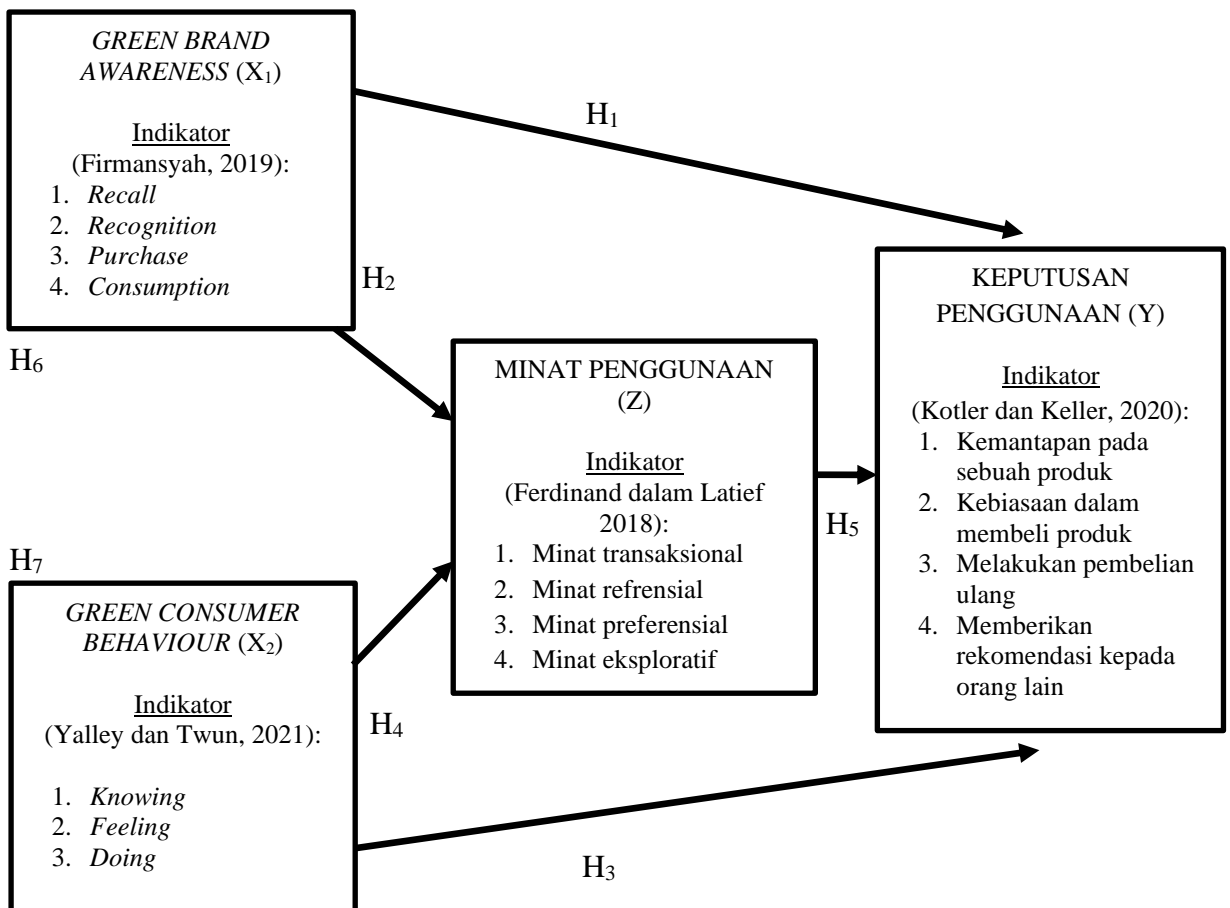 GREEN BRAND
AWARENESS (X₁)
Indikator
(Firmansyah, 2019):
1. Recall
2. Recognition
3. Purchase
4. Consumption
H₁
H₂
H₆
MINAT PENGGUNAAN
(Z)
Indikator
(Ferdinand dalam Latief
2018):
1. Minat transaksional
2. Minat refrensial
3. Minat preferensial
4. Minat eksploratif
KEPUTUSAN
PENGGUNAAN (Y)
Indikator
(Kotler dan Keller, 2020):
1. Kemantapan pada
sebuah produk
2. Kebiasaan dalam
membeli produk
3. Melakukan pembelian
ulang
4. Memberikan
rekomendasi kepada
orang lain
H₅
H₇
GREEN CONSUMER
BEHAVIOUR (X₂)
Indikator
(Yalley dan Twun, 2021):
1. Knowing
2. Feeling
3. Doing
H₄
H₃